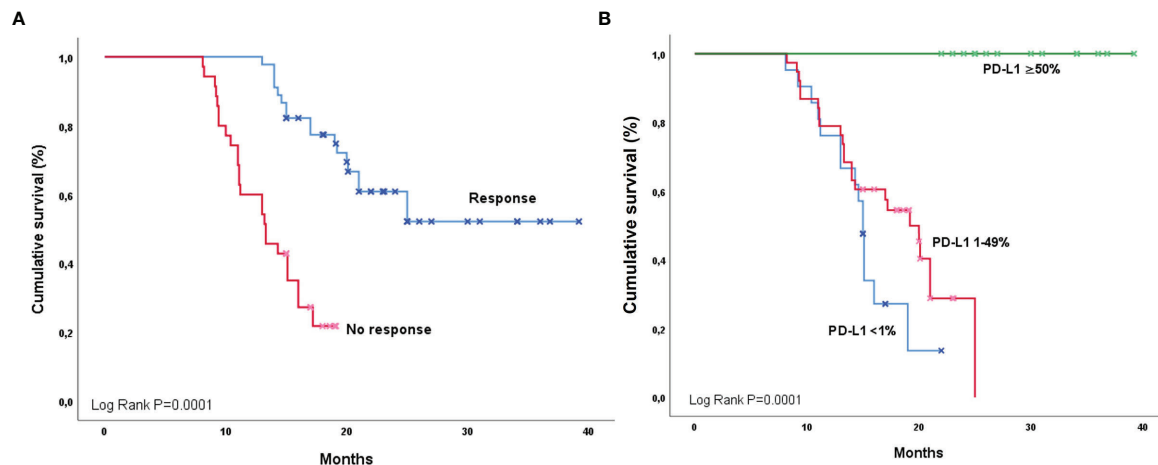 A
Cumulative survival (%)
1,0
0,8
0,6
0,4
0,2
0,0
Response
No response
Log Rank P=0.0001
0 10 20 30 40
Months
B
Cumulative survival (%)
1,0
0,8
0,6
0,4
0,2
0,0
PD-L1 ≥50%
PD-L1 1-49%
PD-L1 <1%
Log Rank P=0.0001
0 10 20 30 40
Months